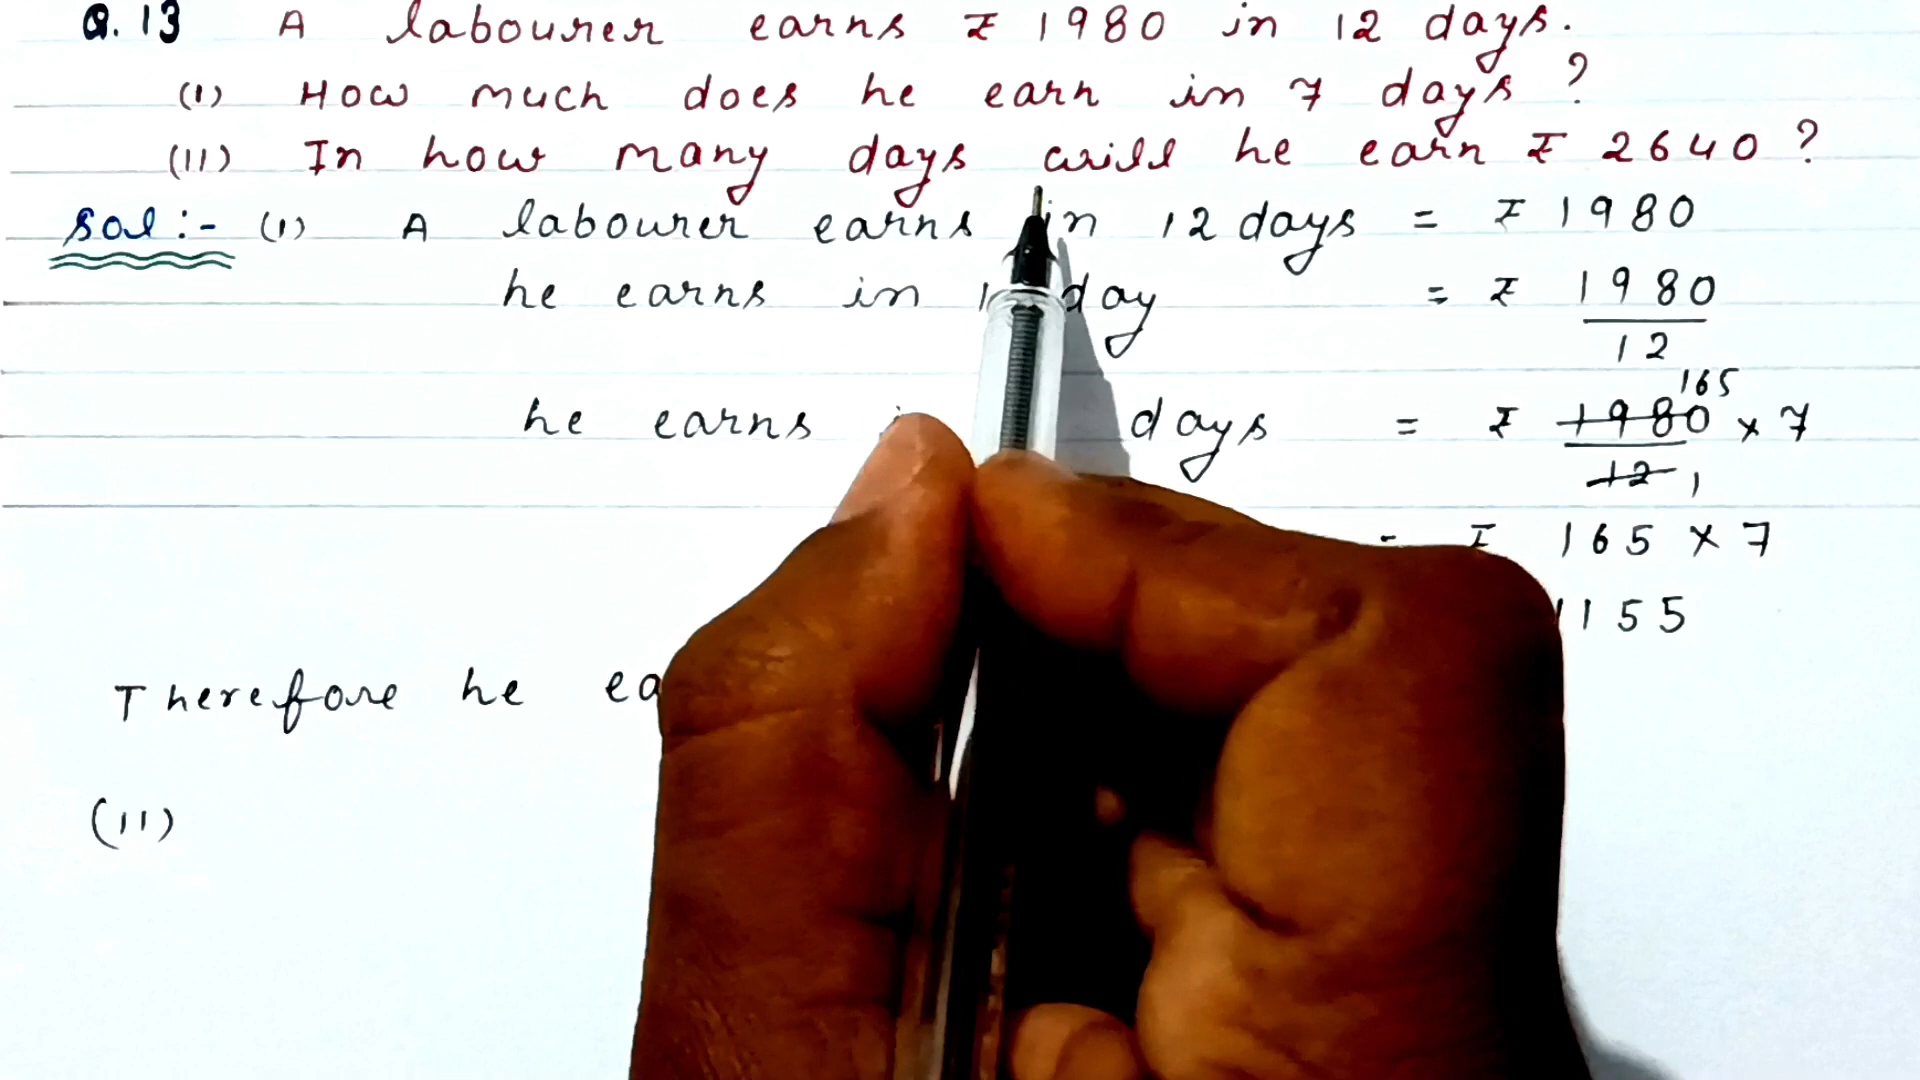 Q.13 A labourer earns ₹ 1980 in 12 days.
(I) How much does he earn in 7 days ?
(II) In how many days will he earn ₹ 2640 ?
Sol:- (I) A labourer earns in 12 days = ₹ 1980
he earns in 1 day = ₹ 1980
12
165
he earns days = ₹ 1980 × 7
12 1
= ₹ 165 × 7
1155
Therefore he
(II)